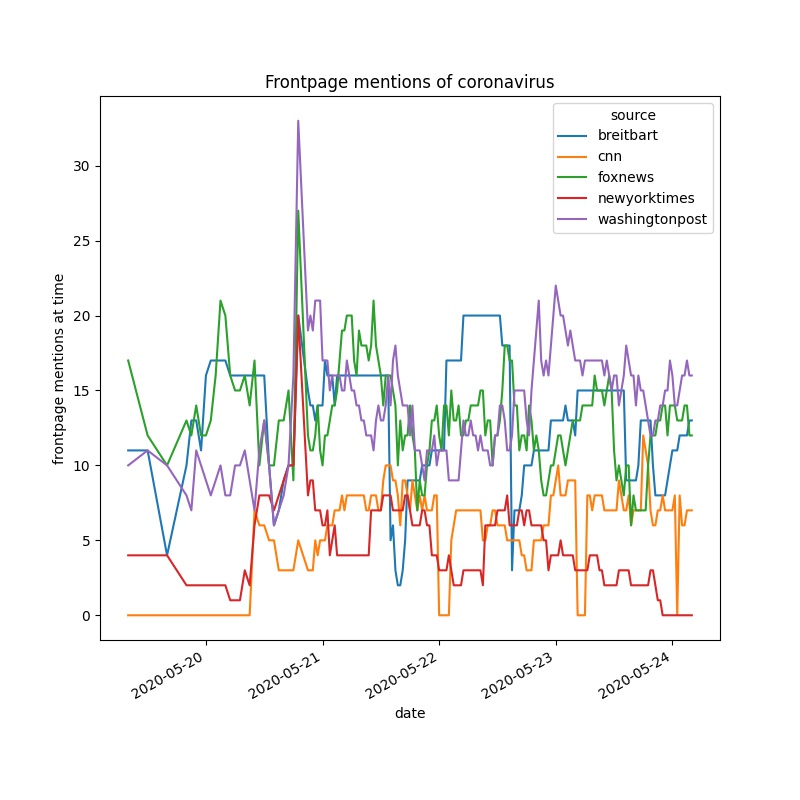 Frontpage mentions of coronavirus
source
breitbart
cnn
foxnews
newyorktimes
washingtonpost
frontpage mentions at time
30
25
20
15
10
5
0
2020-05-20
2020-05-21
2020-05-22
2020-05-23
2020-05-24
date